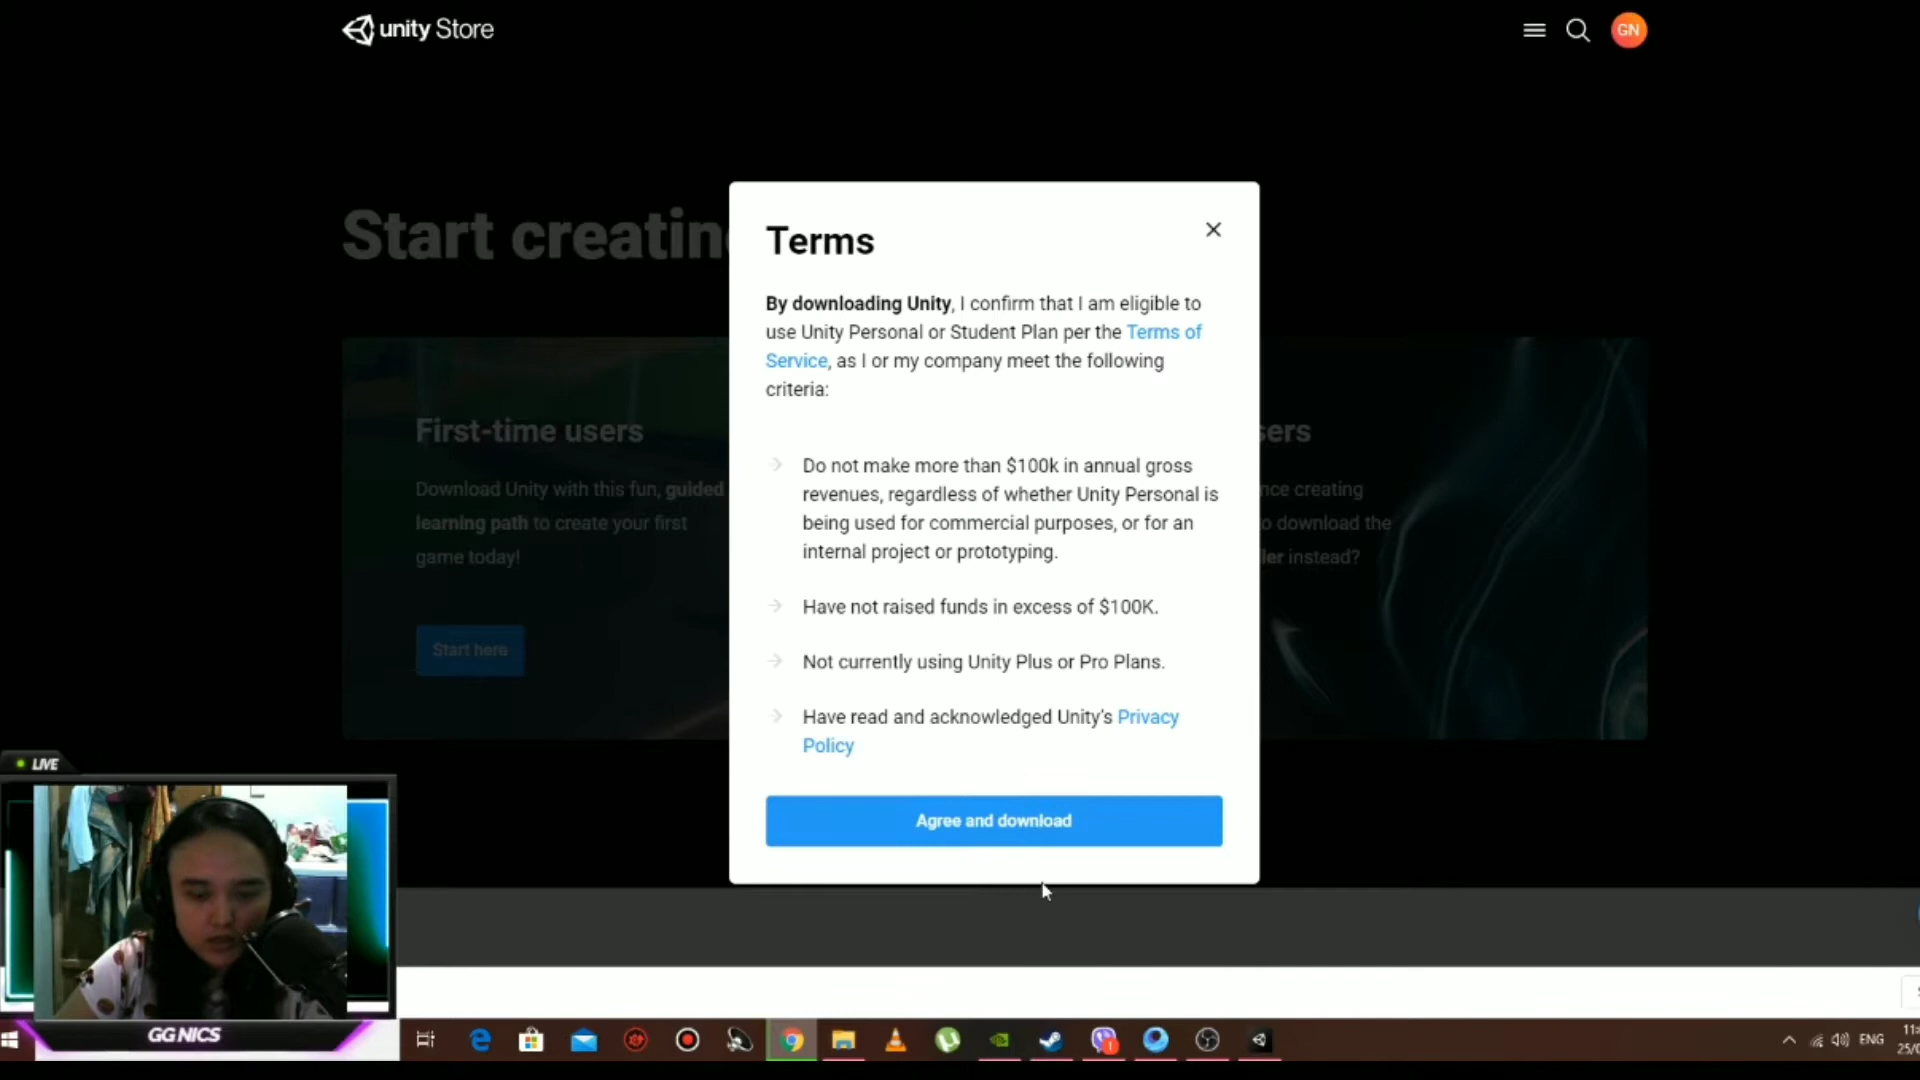 unity Store
GN
Start creatin
Terms
By downloading Unity, I confirm that I am eligible to
use Unity Personal or Student Plan per the Terms of
Service, as I or my company meet the following
criteria:
Do not make more than $100k in annual gross
revenues, regardless of whether Unity Personal is
being used for commercial purposes, or for an
internal project or prototyping.
Have not raised funds in excess of $100K.
Not currently using Unity Plus or Pro Plans.
Have read and acknowledged Unity's Privacy
Policy
Agree and download
First-time users
Download Unity with this fun, guided
learning path to create your first
game today!
Start here
sers
nce creating
o download the
ler instead?
LIVE
GG NICS
1
ENG
11:
25/0